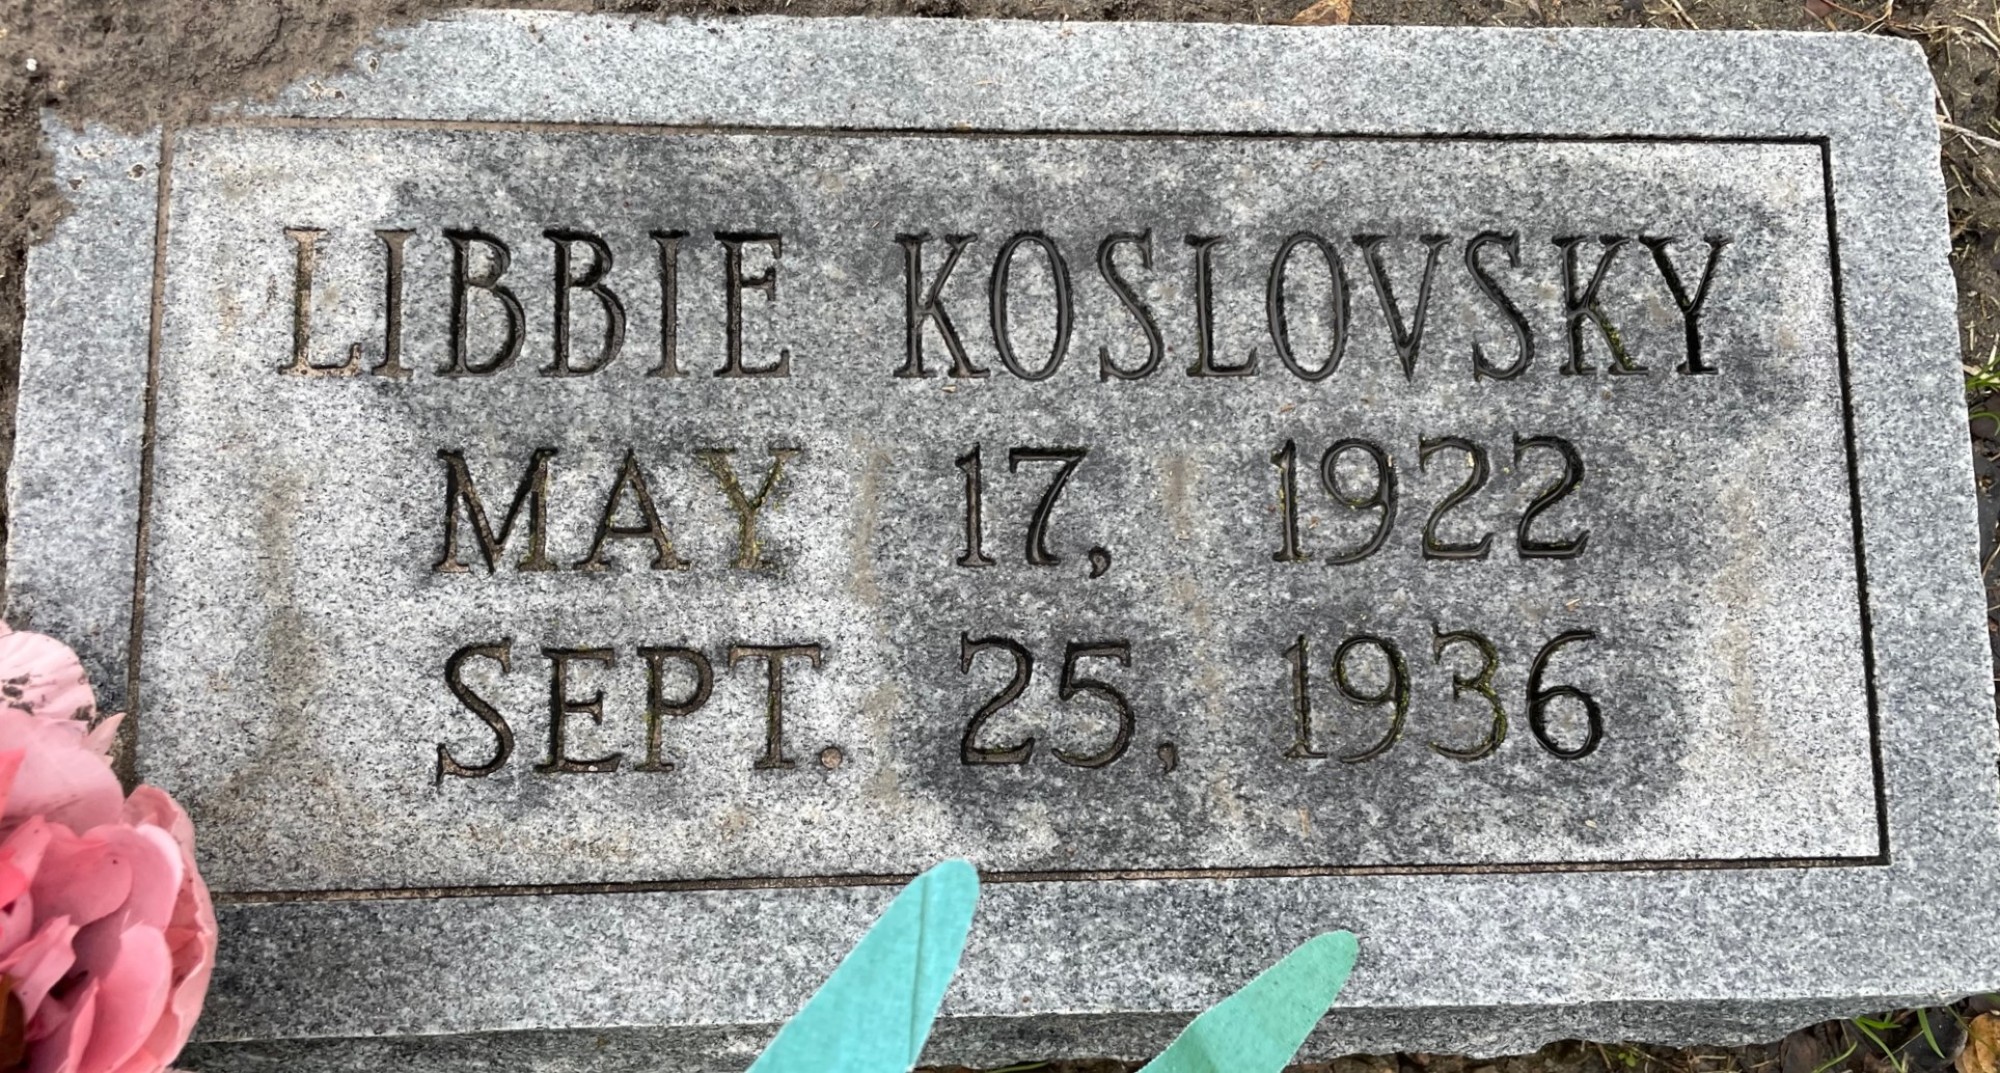 LIBBIE KOSLOVSKY
MAY 17, 1922
SEPT. 25, 1936